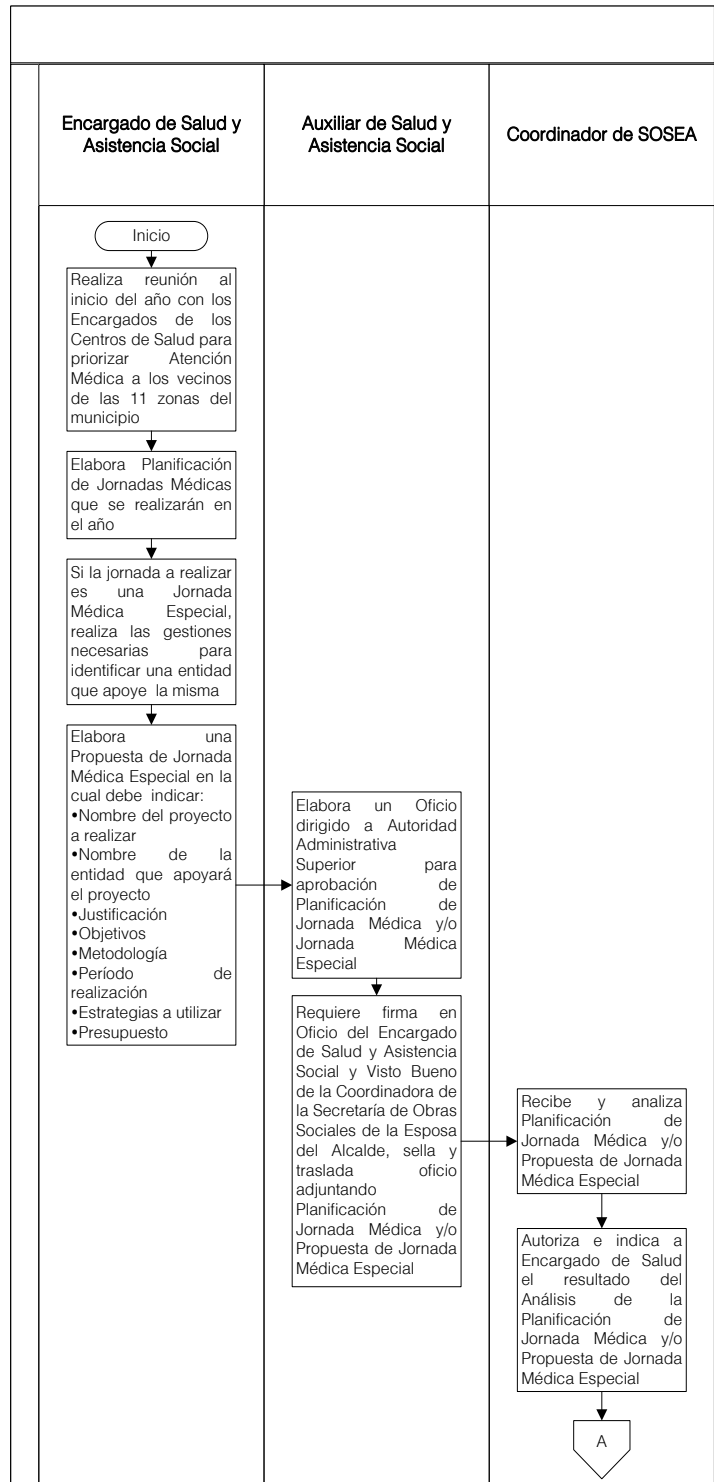 Encargado de Salud y
Asistencia Social
Auxiliar de Salud y
Asistencia Social
Coordinador de SOSEA
Inicio
Realiza reunión al
inicio del año con los
Encargados de los
Centros de Salud para
priorizar Atención
Médica a los vecinos
de las 11 zonas del
municipio
Elabora Planificación
de Jornadas Médicas
que se realizarán en
el año
Si la jornada a realizar
es una Jornada
Médica Especial,
realiza las gestiones
necesarias para
identificar una entidad
que apoye la misma
Elabora una
Propuesta de Jornada
Médica Especial en la
cual debe indicar:
•Nombre del proyecto
a realizar
•Nombre de la
entidad que apoyará
el proyecto
•Justificación
•Objetivos
•Metodología
•Período de
realización
•Estrategias a utilizar
•Presupuesto
Elabora un Oficio
dirigido a Autoridad
Administrativa
Superior para
aprobación de
Planificación de
Jornada Médica y/o
Jornada Médica
Especial
Requiere firma en
Oficio del Encargado
de Salud y Asistencia
Social y Visto Bueno
de la Coordinadora de
la Secretaría de Obras
Sociales de la Esposa
del Alcalde, sella y
traslada oficio
adjuntando
Planificación de
Jornada Médica y/o
Propuesta de Jornada
Médica Especial
Recibe y analiza
Planificación de
Jornada Médica y/o
Propuesta de Jornada
Médica Especial
Autoriza e indica a
Encargado de Salud
el resultado del
Análisis de la
Planificación de
Jornada Médica y/o
Propuesta de Jornada
Médica Especial
A